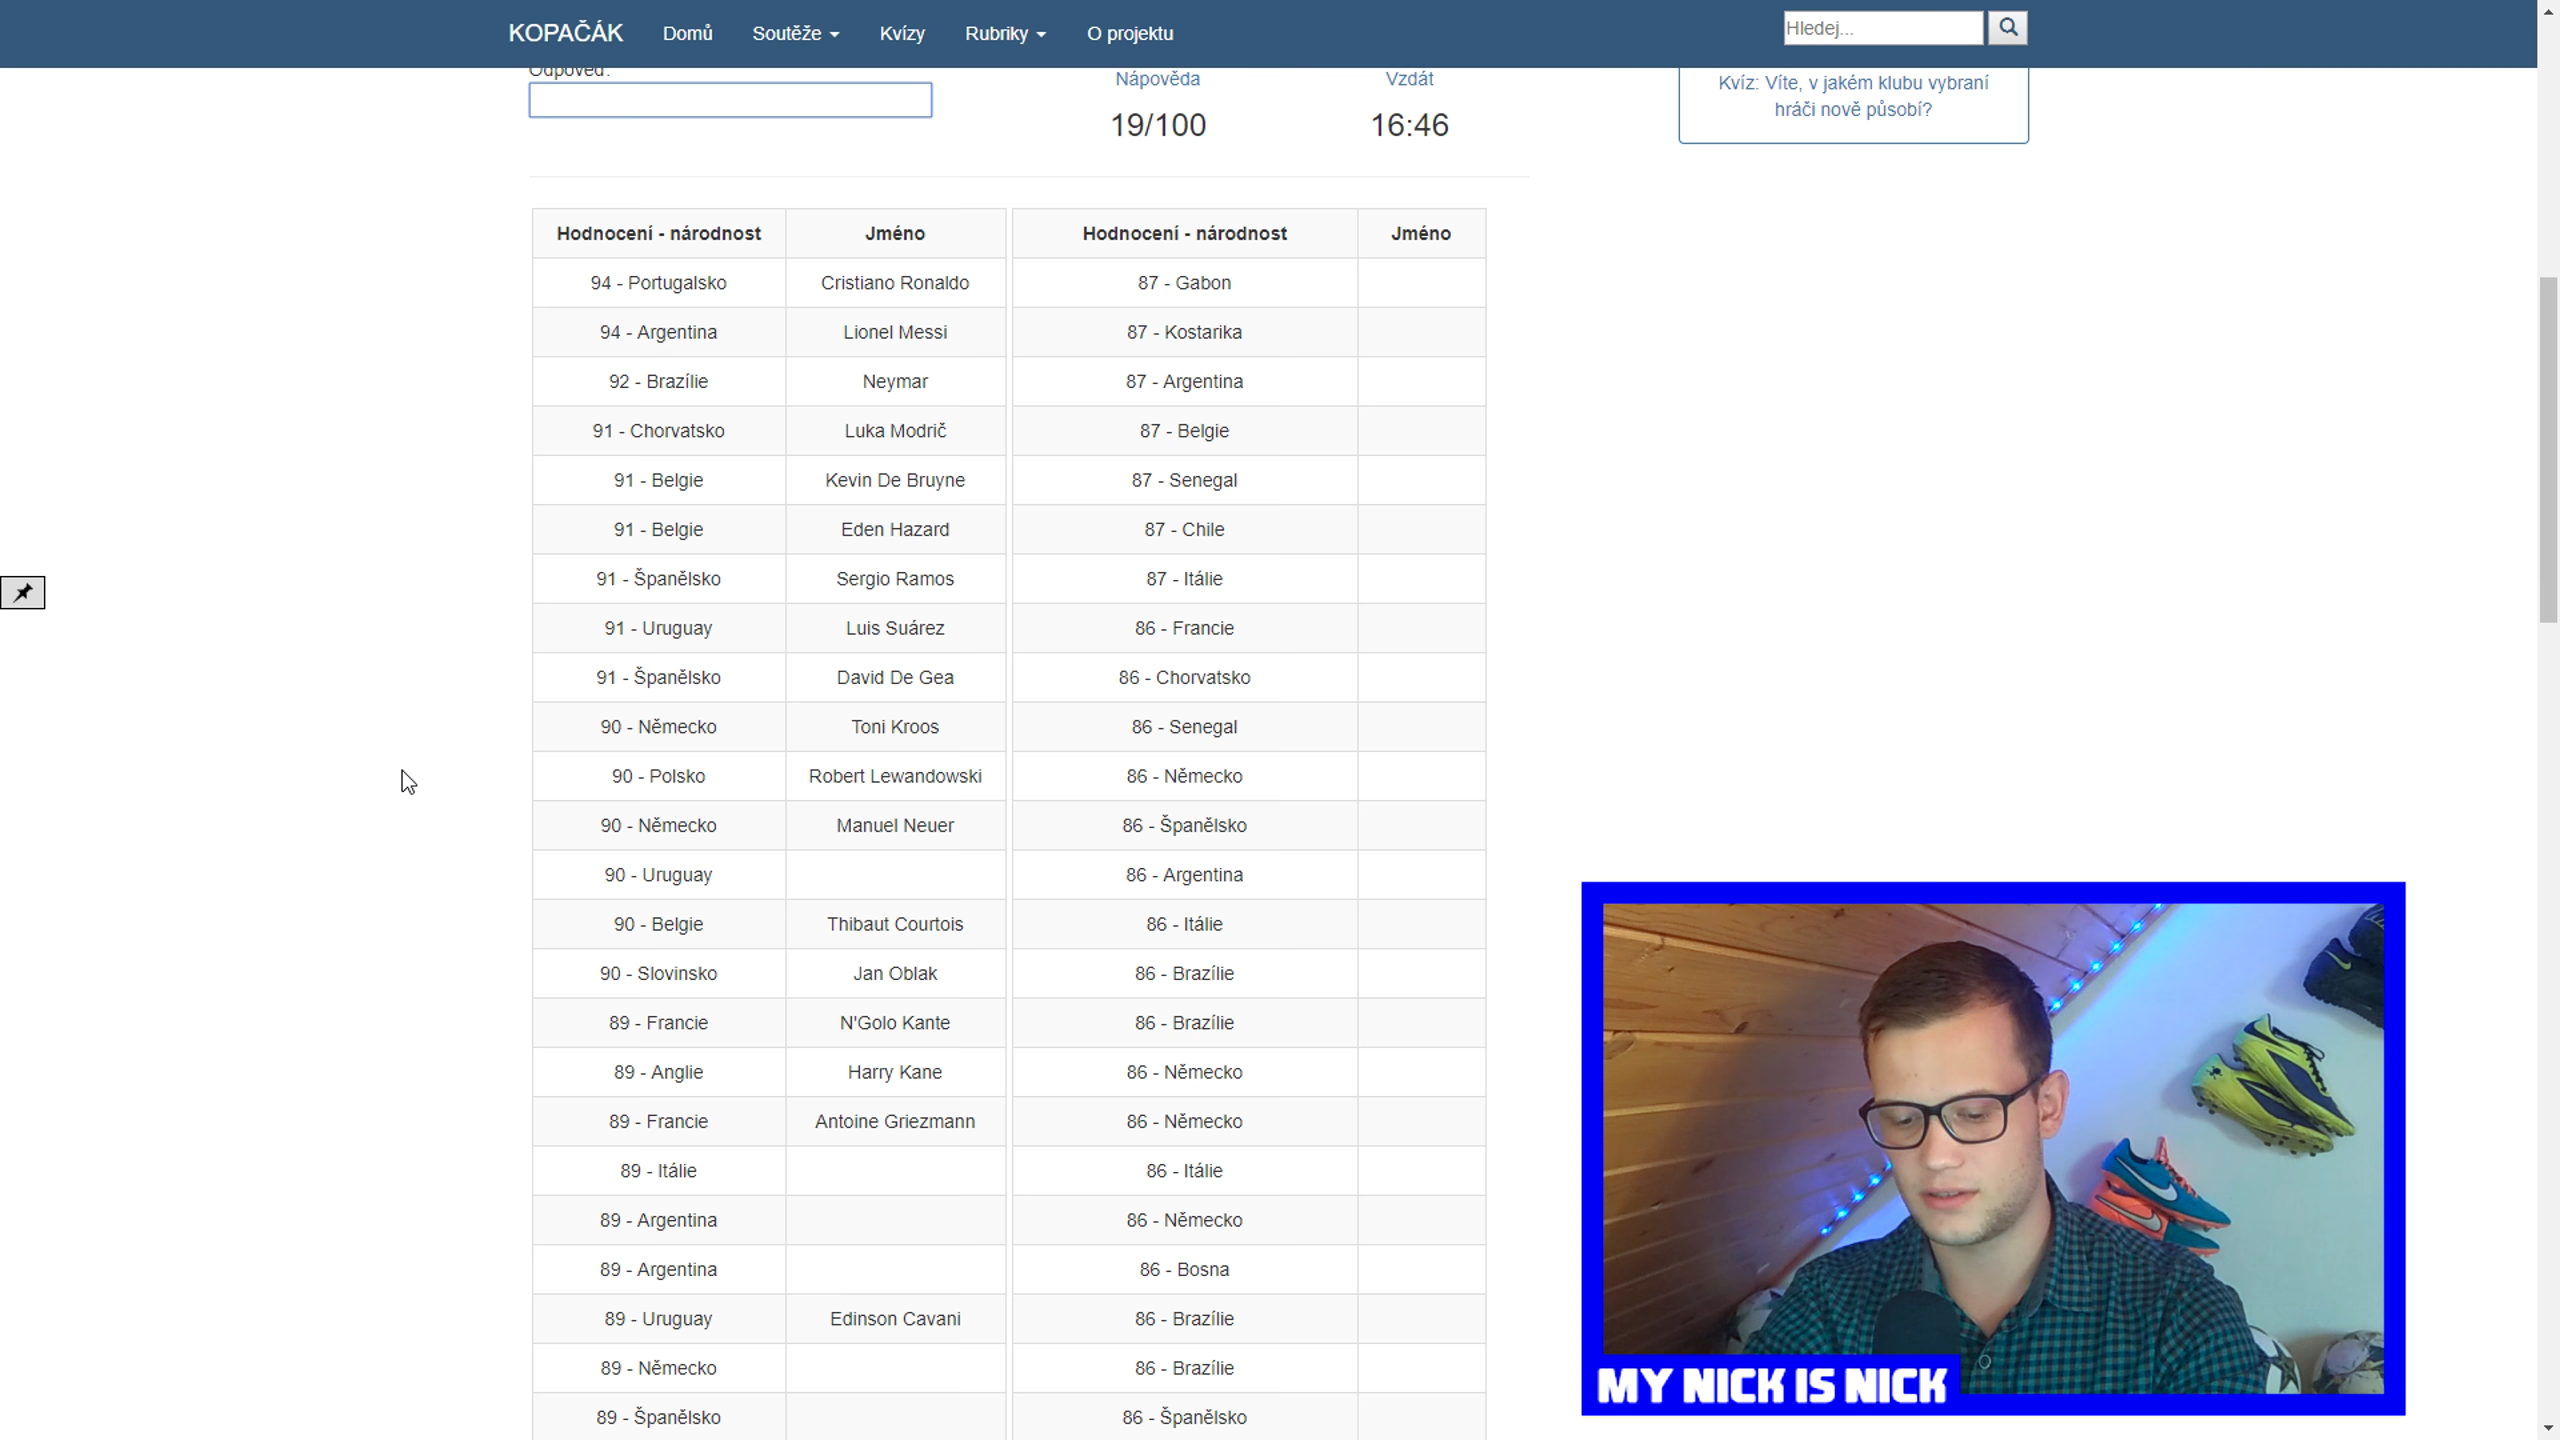 KOPAČÁK Domů Soutěže Kvízy Rubriky O projektu Hledej...
Odpověď:
Nápověda Vzdát
19/100 16:46
Kvíz: Víte, v jakém klubu vybraní
hráči nově působí?
Hodnocení - národnost Jméno Hodnocení - národnost Jméno
94 - Portugalsko Cristiano Ronaldo 87 - Gabon
94 - Argentina Lionel Messi 87 - Kostarika
92 - Brazílie Neymar 87 - Argentina
91 - Chorvatsko Luka Modrič 87 - Belgie
91 - Belgie Kevin De Bruyne 87 - Senegal
91 - Belgie Eden Hazard 87 - Chile
91 - Španělsko Sergio Ramos 87 - Itálie
91 - Uruguay Luis Suárez 86 - Francie
91 - Španělsko David De Gea 86 - Chorvatsko
90 - Německo Toni Kroos 86 - Senegal
90 - Polsko Robert Lewandowski 86 - Německo
90 - Německo Manuel Neuer 86 - Španělsko
90 - Uruguay 86 - Argentina
90 - Belgie Thibaut Courtois 86 - Itálie
90 - Slovinsko Jan Oblak 86 - Brazílie
89 - Francie N'Golo Kante 86 - Brazílie
89 - Anglie Harry Kane 86 - Německo
89 - Francie Antoine Griezmann 86 - Německo
89 - Itálie 86 - Itálie
89 - Argentina 86 - Německo
89 - Argentina 86 - Bosna
89 - Uruguay Edinson Cavani 86 - Brazílie
89 - Německo 86 - Brazílie
89 - Španělsko 86 - Španělsko
MY NICK IS NICK